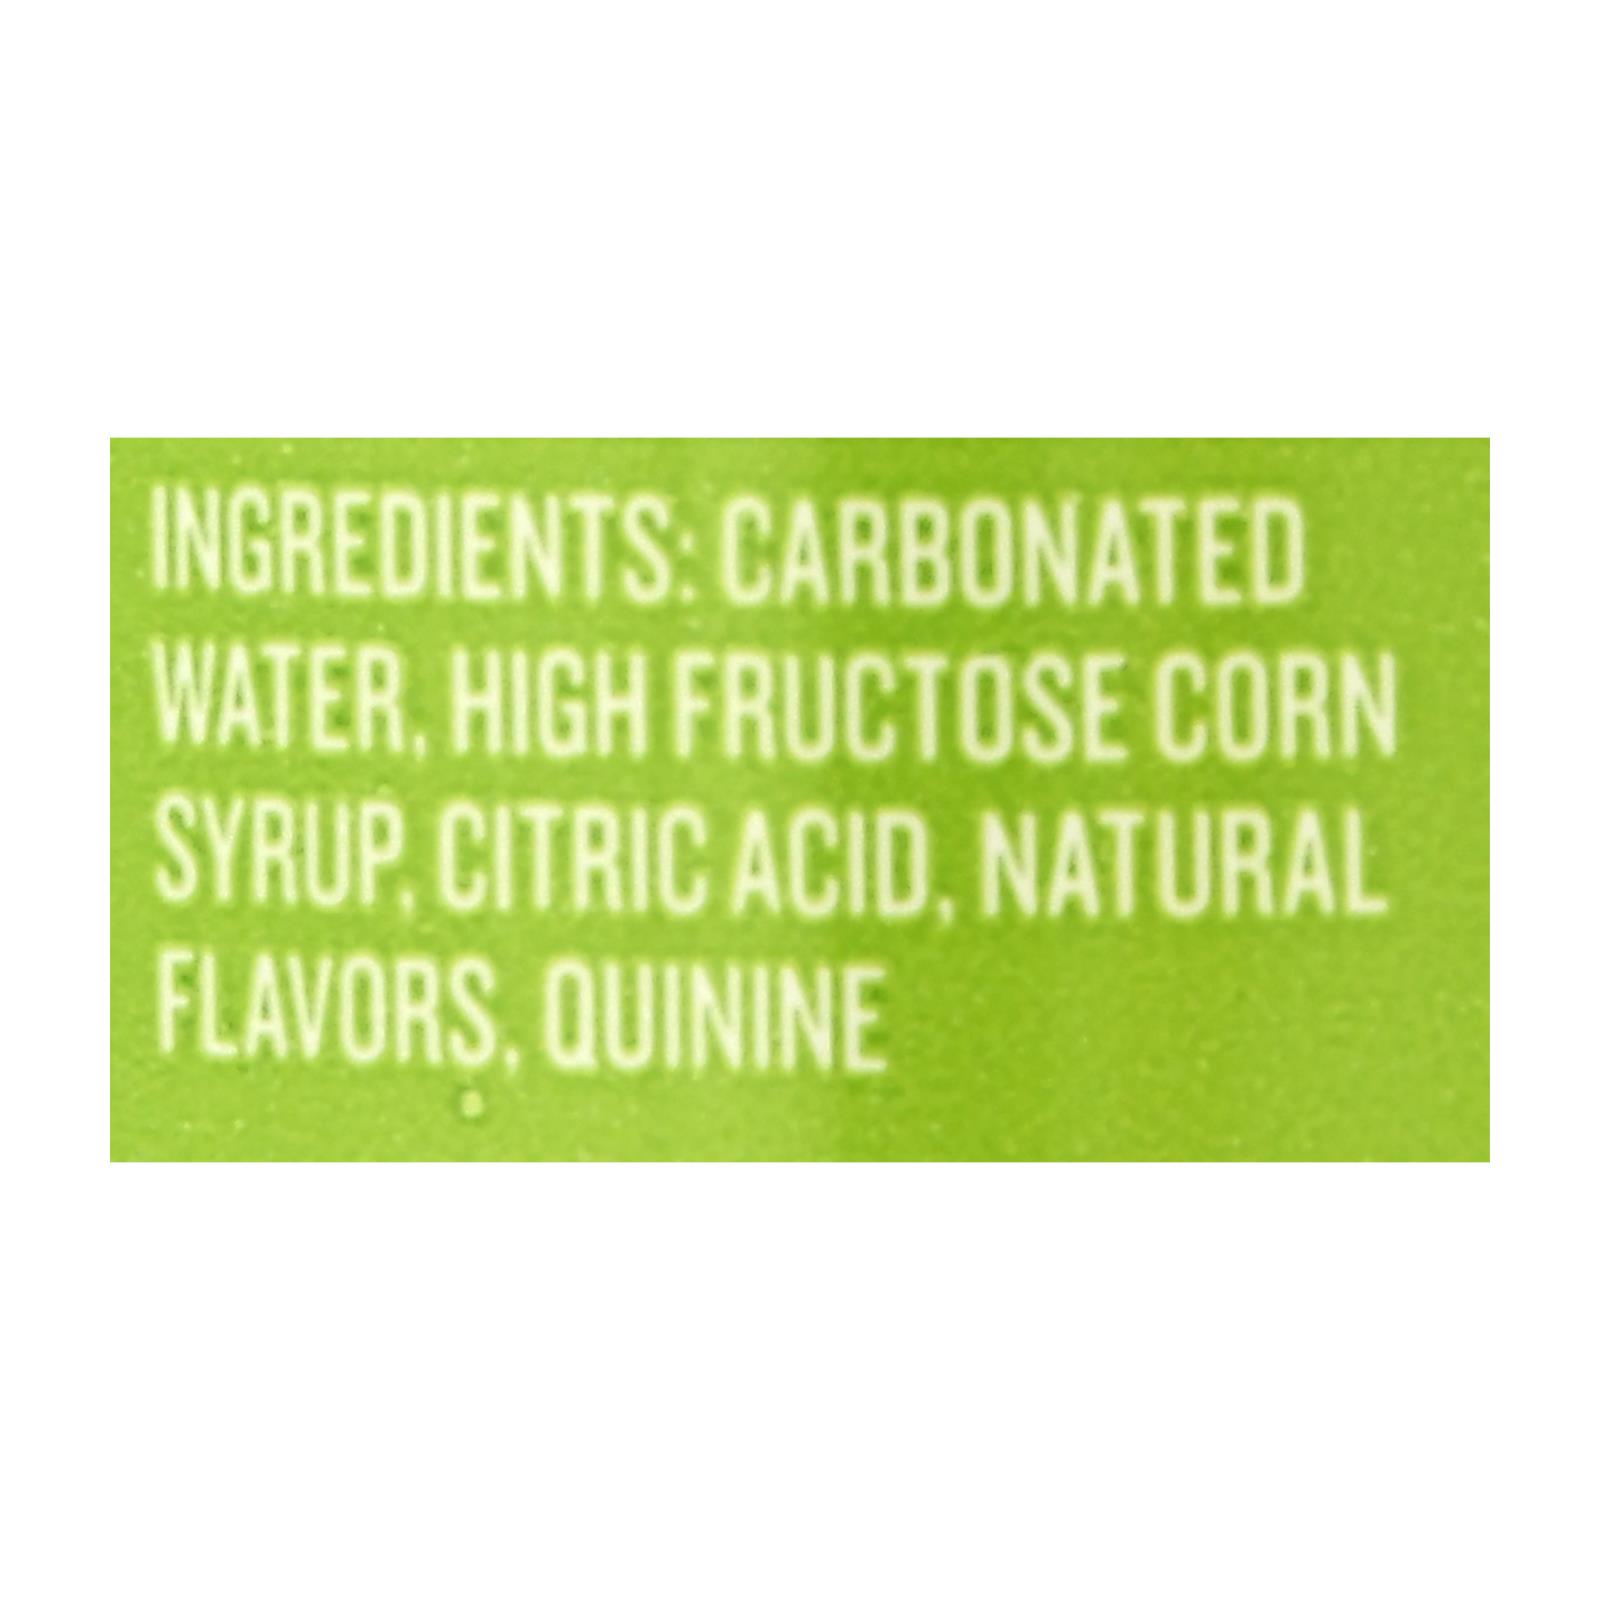 INGREDIENTS: CARBONATED
WATER, HIGH FRUCTOSE CORN
SYRUP, CITRIC ACID, NATURAL
FLAVORS, QUININE